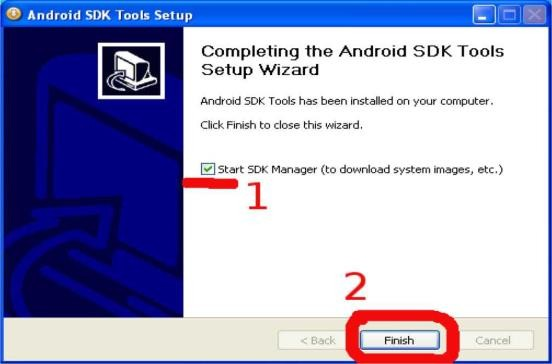 Android SDK Tools Setup
Completing the Android SDK Tools
Setup Wizard
Android SDK Tools has been installed on your computer.
Click Finish to close this wizard.
Start SDK Manager (to download system images, etc.)
1
2
< Back
Finish
Cancel